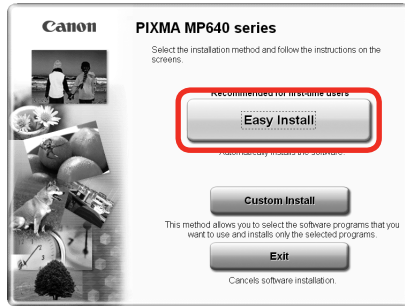 Canon
PIXMA MP640 series
Select the installation method and follow the instructions on the
screens.
Recommended for first-time users
Easy Install
Automatically installs the software.
Custom Install
This method allows you to select the software programs that you
want to use and installs only the selected programs.
Exit
Cancels software installation.